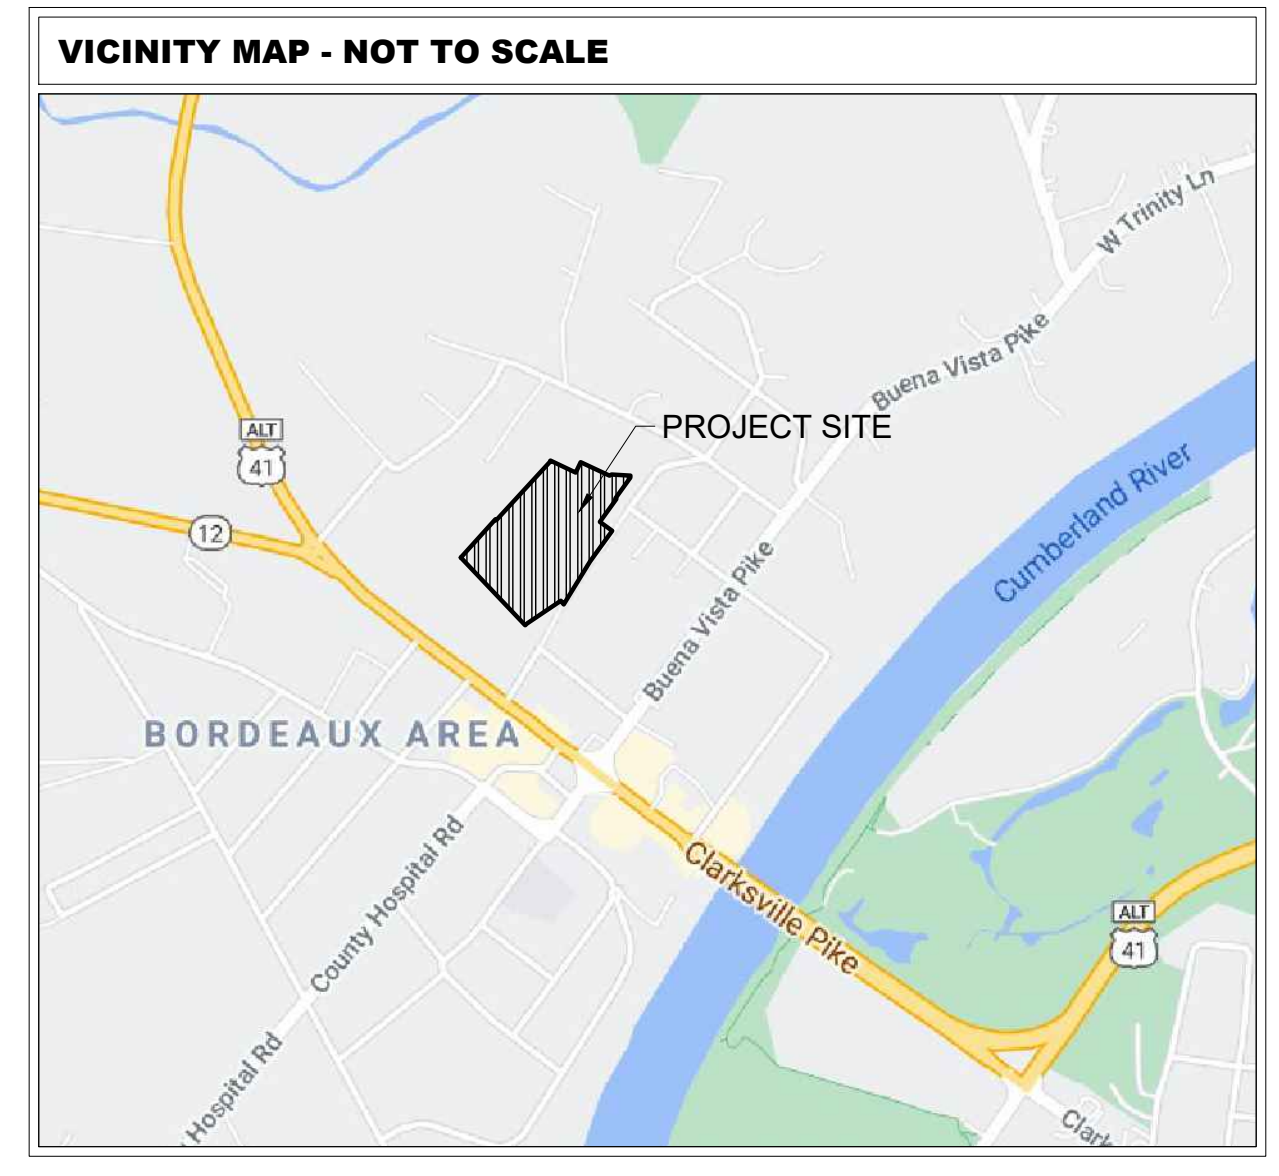 VICINITY MAP - NOT TO SCALE
W Trinity Ln
Buena Vista Pike
ALT
41
PROJECT SITE
Cumberland River
12
Buena Vista Pike
BORDEAUX AREA
County Hospital Rd
Clarksville Pike
ALT
41
Hospital Rd
Clark